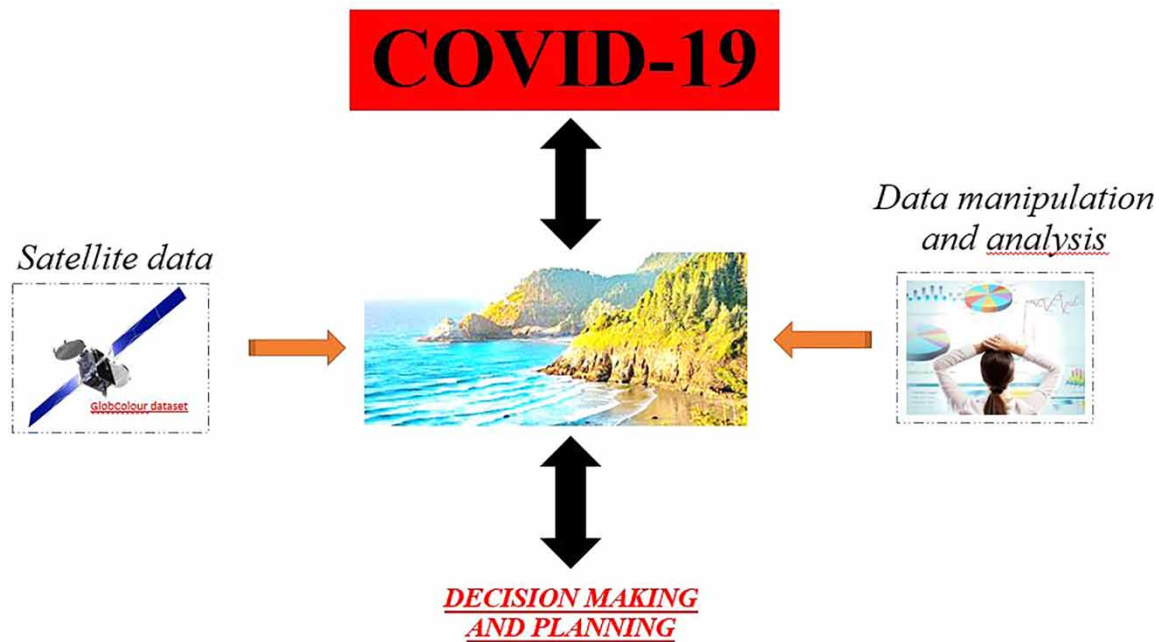 COVID-19
Satellite data
GlobColour dataset
Data manipulation
and analysis
DECISION MAKING
AND PLANNING